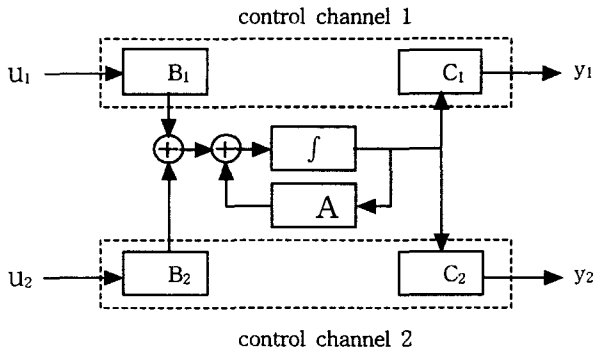 control channel 1
u₁ B₁ C₁ y₁
+ + ∫
A
u₂ B₂ C₂ y₂
control channel 2